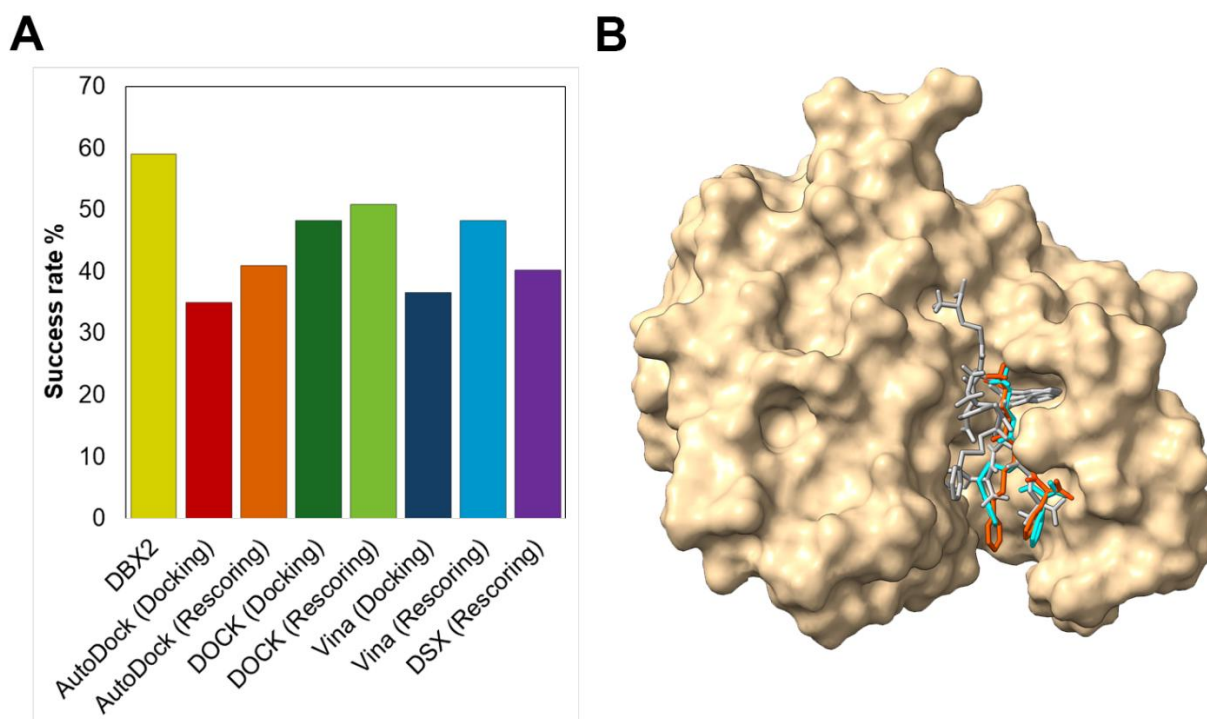 A
B
Success rate %
70
60
50
40
30
20
10
0
DBX2
AutoDock (Docking)
AutoDock (Rescoring)
DOCK (Docking)
DOCK (Rescoring)
Vina (Docking)
Vina (Rescoring)
DSX (Rescoring)